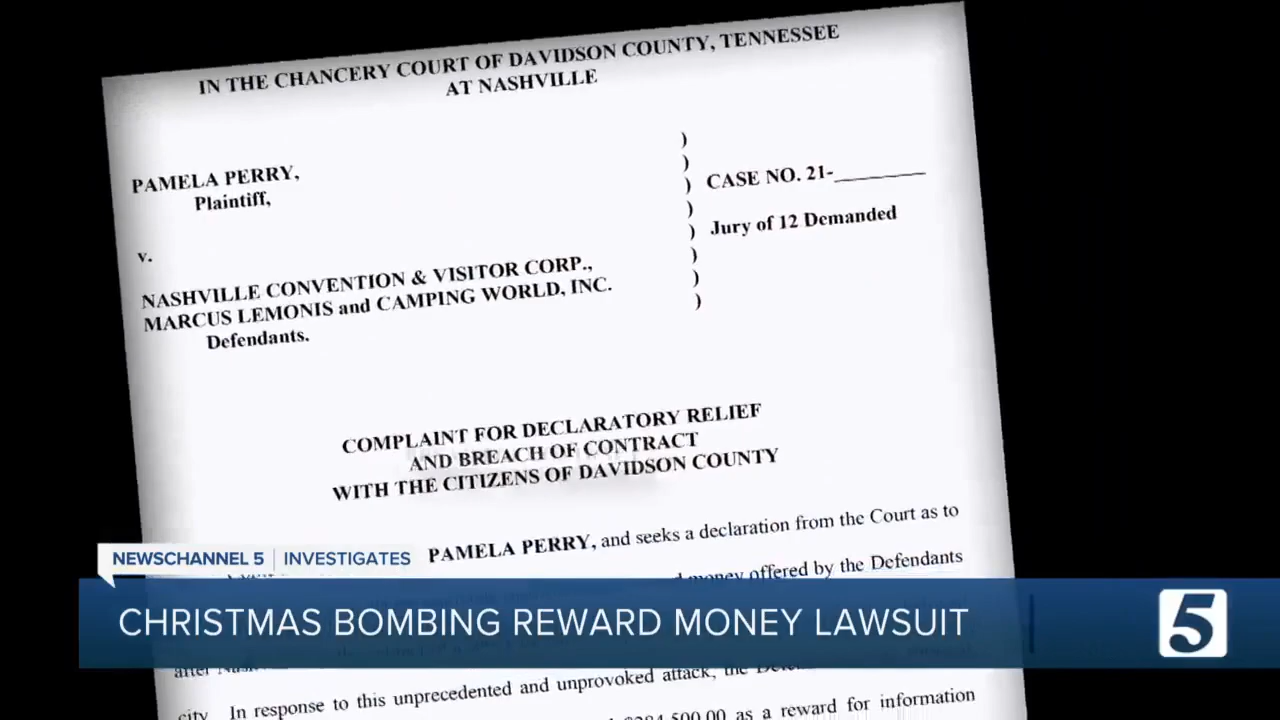 IN THE CHANCERY COURT OF DAVIDSON COUNTY, TENNESSEE
AT NASHVILLE
PAMELA PERRY,
Plaintiff,
v.
NASHVILLE CONVENTION & VISITOR CORP.,
MARCUS LEMONIS and CAMPING WORLD, INC.
Defendants.
)
)
)
)
)
)
)
)
CASE NO. 21-________
Jury of 12 Demanded
COMPLAINT FOR DECLARATORY RELIEF
AND BREACH OF CONTRACT
WITH THE CITIZENS OF DAVIDSON COUNTY
PAMELA PERRY, and seeks a declaration from the Court as to
money offered by the Defendants
NEWSCHANNEL 5 | INVESTIGATES
CHRISTMAS BOMBING REWARD MONEY LAWSUIT
5
after
city. In response to this unprecedented and unprovoked attack, the
as a reward for information